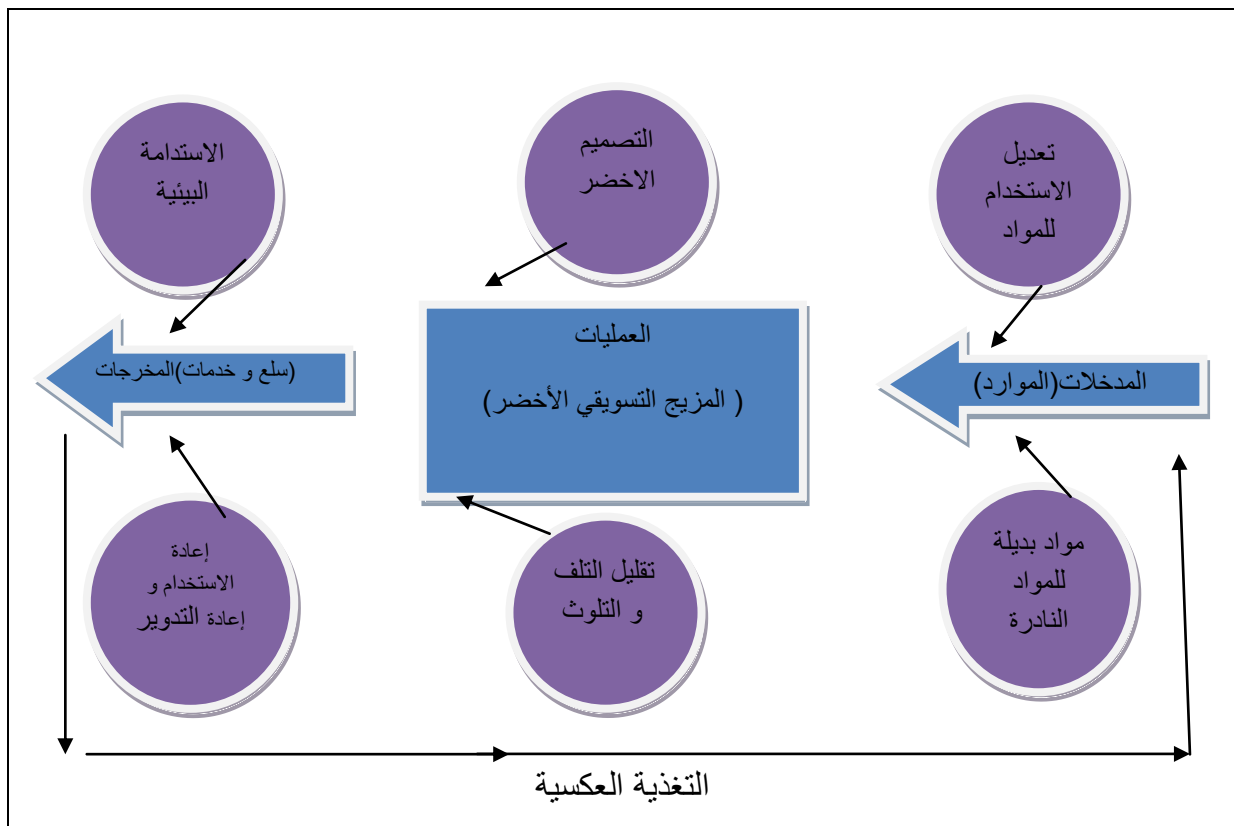 تعديل
الاستخدام
للمواد
التصميم
الاخضر
الاستدامة
البيئية
المدخلات(الموارد)
العمليات
( المزيج التسويقي الأخضر)
(سلع و خدمات)المخرجات
مواد بديلة
للمواد
النادرة
تقليل التلف
و التلوث
إعادة
الاستخدام و
إعادة التدوير
التغذية العكسية